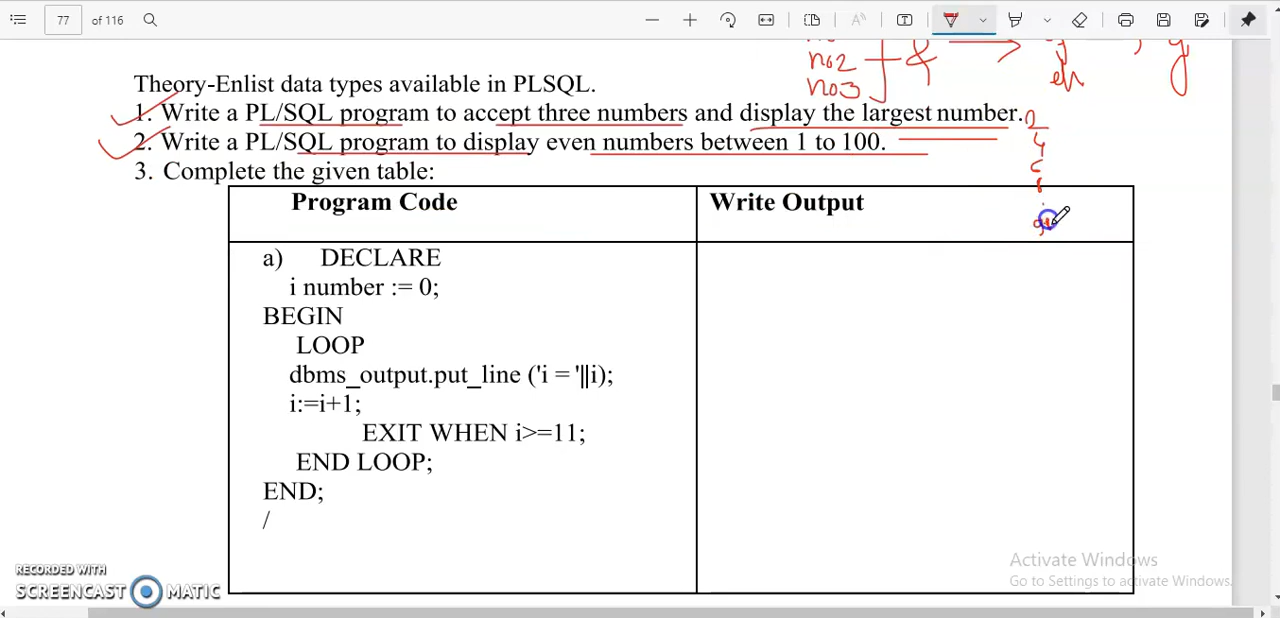 77 of 116
no2
no3
Theory-Enlist data types available in PLSQL.
1. Write a PL/SQL program to accept three numbers and display the largest number.
2. Write a PL/SQL program to display even numbers between 1 to 100.
2
4
3. Complete the given table:
Program Code
Write Output
a) DECLARE
i number := 0;
BEGIN
LOOP
dbms_output.put_line ('i = '||i);
i:=i+1;
EXIT WHEN i>=11;
END LOOP;
END;
/
Activate Windows
Go to Settings to activate Windows.
RECORDED WITH
SCREENCAST MATIC